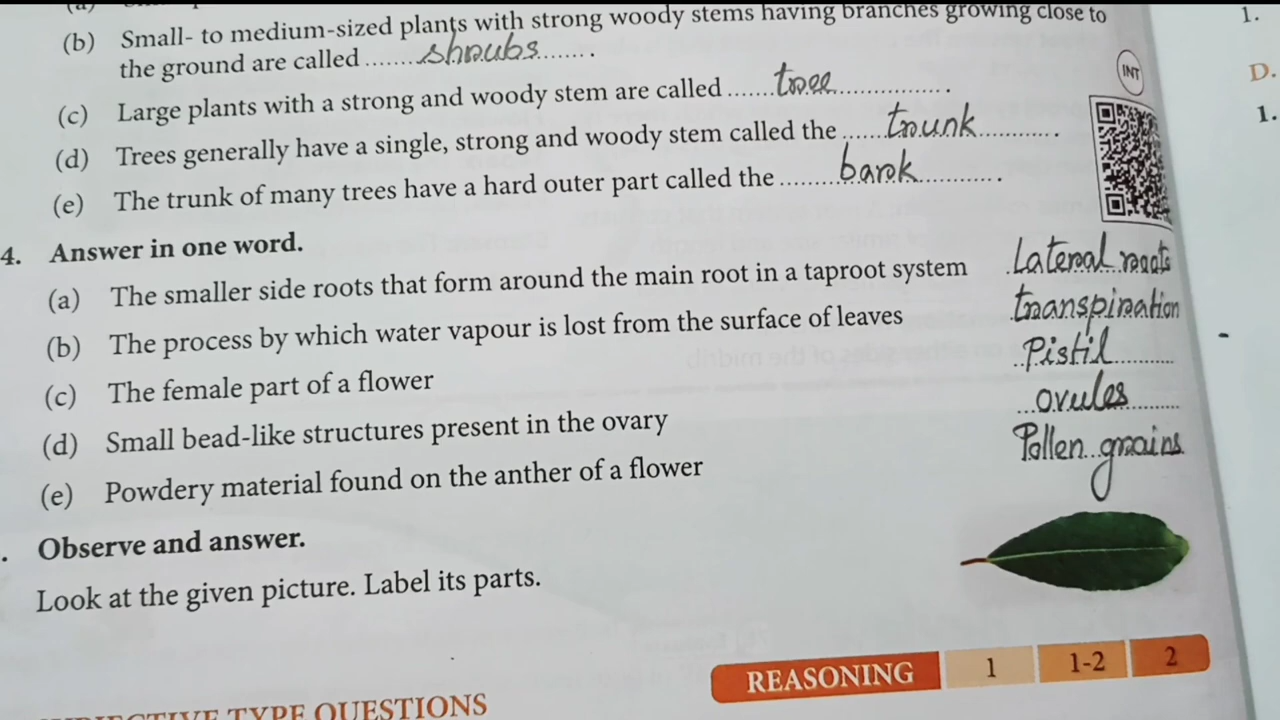 (b) Small- to medium-sized plants with strong woody stems having branches growing close to
the ground are called ........shrubs........ .
(c) Large plants with a strong and woody stem are called ......tree.................. .
(d) Trees generally have a single, strong and woody stem called the ......trunk............ .
(e) The trunk of many trees have a hard outer part called the .........bark............. .
INT
4. Answer in one word.
(a) The smaller side roots that form around the main root in a taproot system Lateral roots
(b) The process by which water vapour is lost from the surface of leaves transpiration
(c) The female part of a flower Pistil
(d) Small bead-like structures present in the ovary ovules
(e) Powdery material found on the anther of a flower Pollen grains
. Observe and answer.
Look at the given picture. Label its parts.
REASONING 1 1-2 2
TYPE QUESTIONS
1.
D.
1.